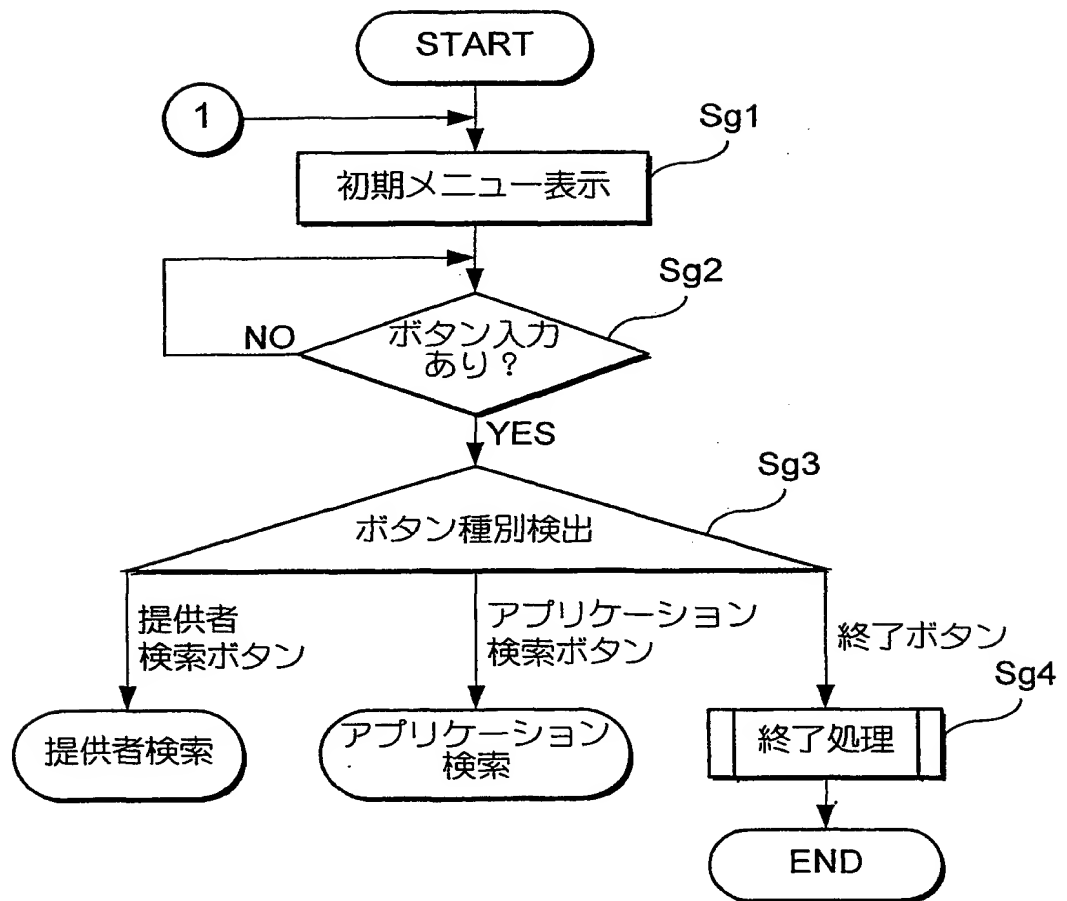 START
1
Sg1
初期メニュー表示
Sg2
NO
ボタン入力
あり？
YES
Sg3
ボタン種別検出
提供者
検索ボタン
アプリケーション
検索ボタン
終了ボタン
Sg4
提供者検索
アプリケーション
検索
終了処理
END